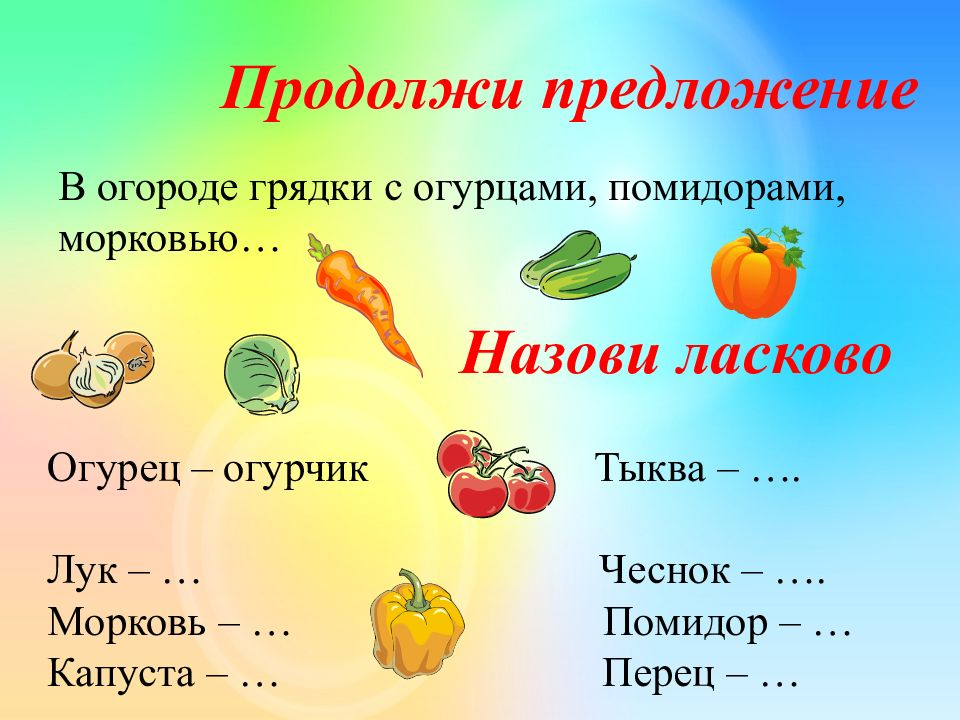 Продолжи предложение
В огороде грядки с огурцами, помидорами,
морковью…
Назови ласково
Огурец – огурчик Тыква – ….
Лук – … Чеснок – ….
Морковь – … Помидор – …
Капуста – … Перец – …